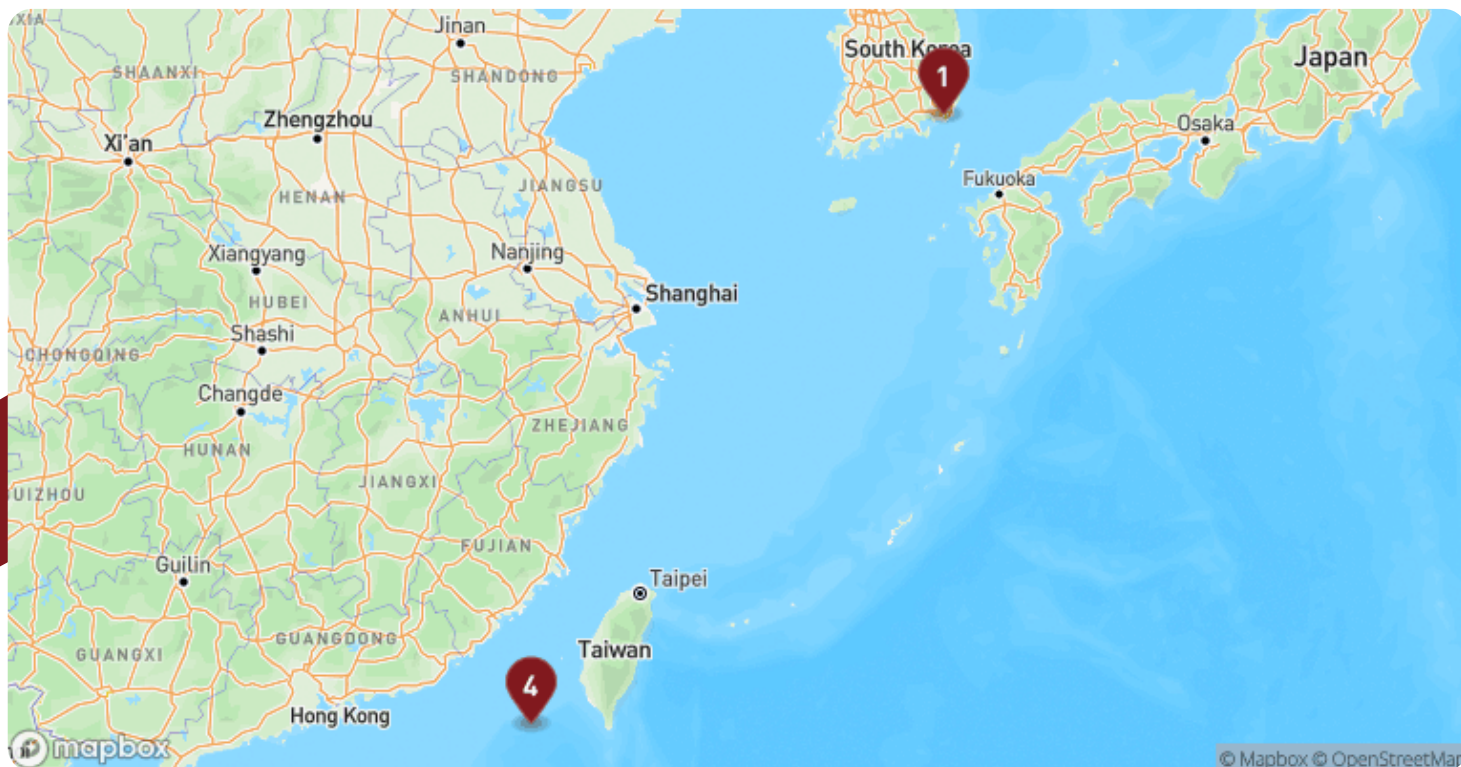 XIA
Jinan
South Korea
1
Japan
SHAANXI
SHANDONG
Zhengzhou
Xi'an
Osaka
HENAN
JIANGSU
Fukuoka
Xiangyang
Nanjing
HUBEI
Shanghai
ANHUI
Shashi
CHONGQING
Changde
ZHEJIANG
HUNAN
JIANGXI
GUIZHOU
FUJIAN
Guilin
Taipei
GUANGDONG
Taiwan
GUANGXI
4
Hong Kong
mapbox
© Mapbox © OpenStreetMap